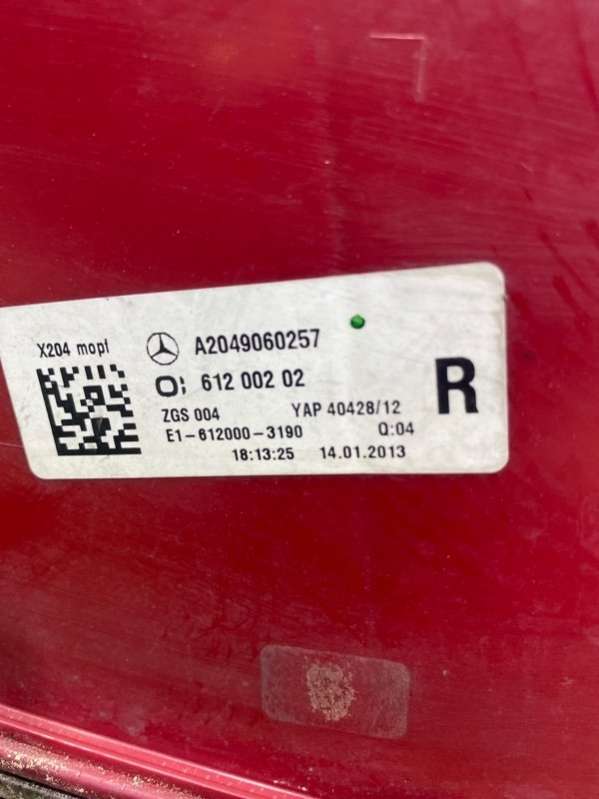 X204 mopf
A2049060257
612 002 02
R
ZGS 004 YAP 40428/12
E1-612000-3190 Q:04
18:13:25 14.01.2013